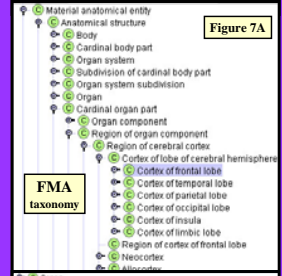 Material anatomical entity
Anatomical structure
Figure 7A
Body
Cardinal body part
Organ system
Subdivision of cardinal body part
Organ system subdivision
Organ
Cardinal organ part
Organ component
Region of organ component
Region of cerebral cortex
Cortex of lobe of cerebral hemisphere
Cortex of frontal lobe
Cortex of temporal lobe
Cortex of parietal lobe
Cortex of occipital lobe
Cortex of insula
Cortex of limbic lobe
Region of cortex of frontal lobe
Neocortex
Allocortex
FMA
taxonomy